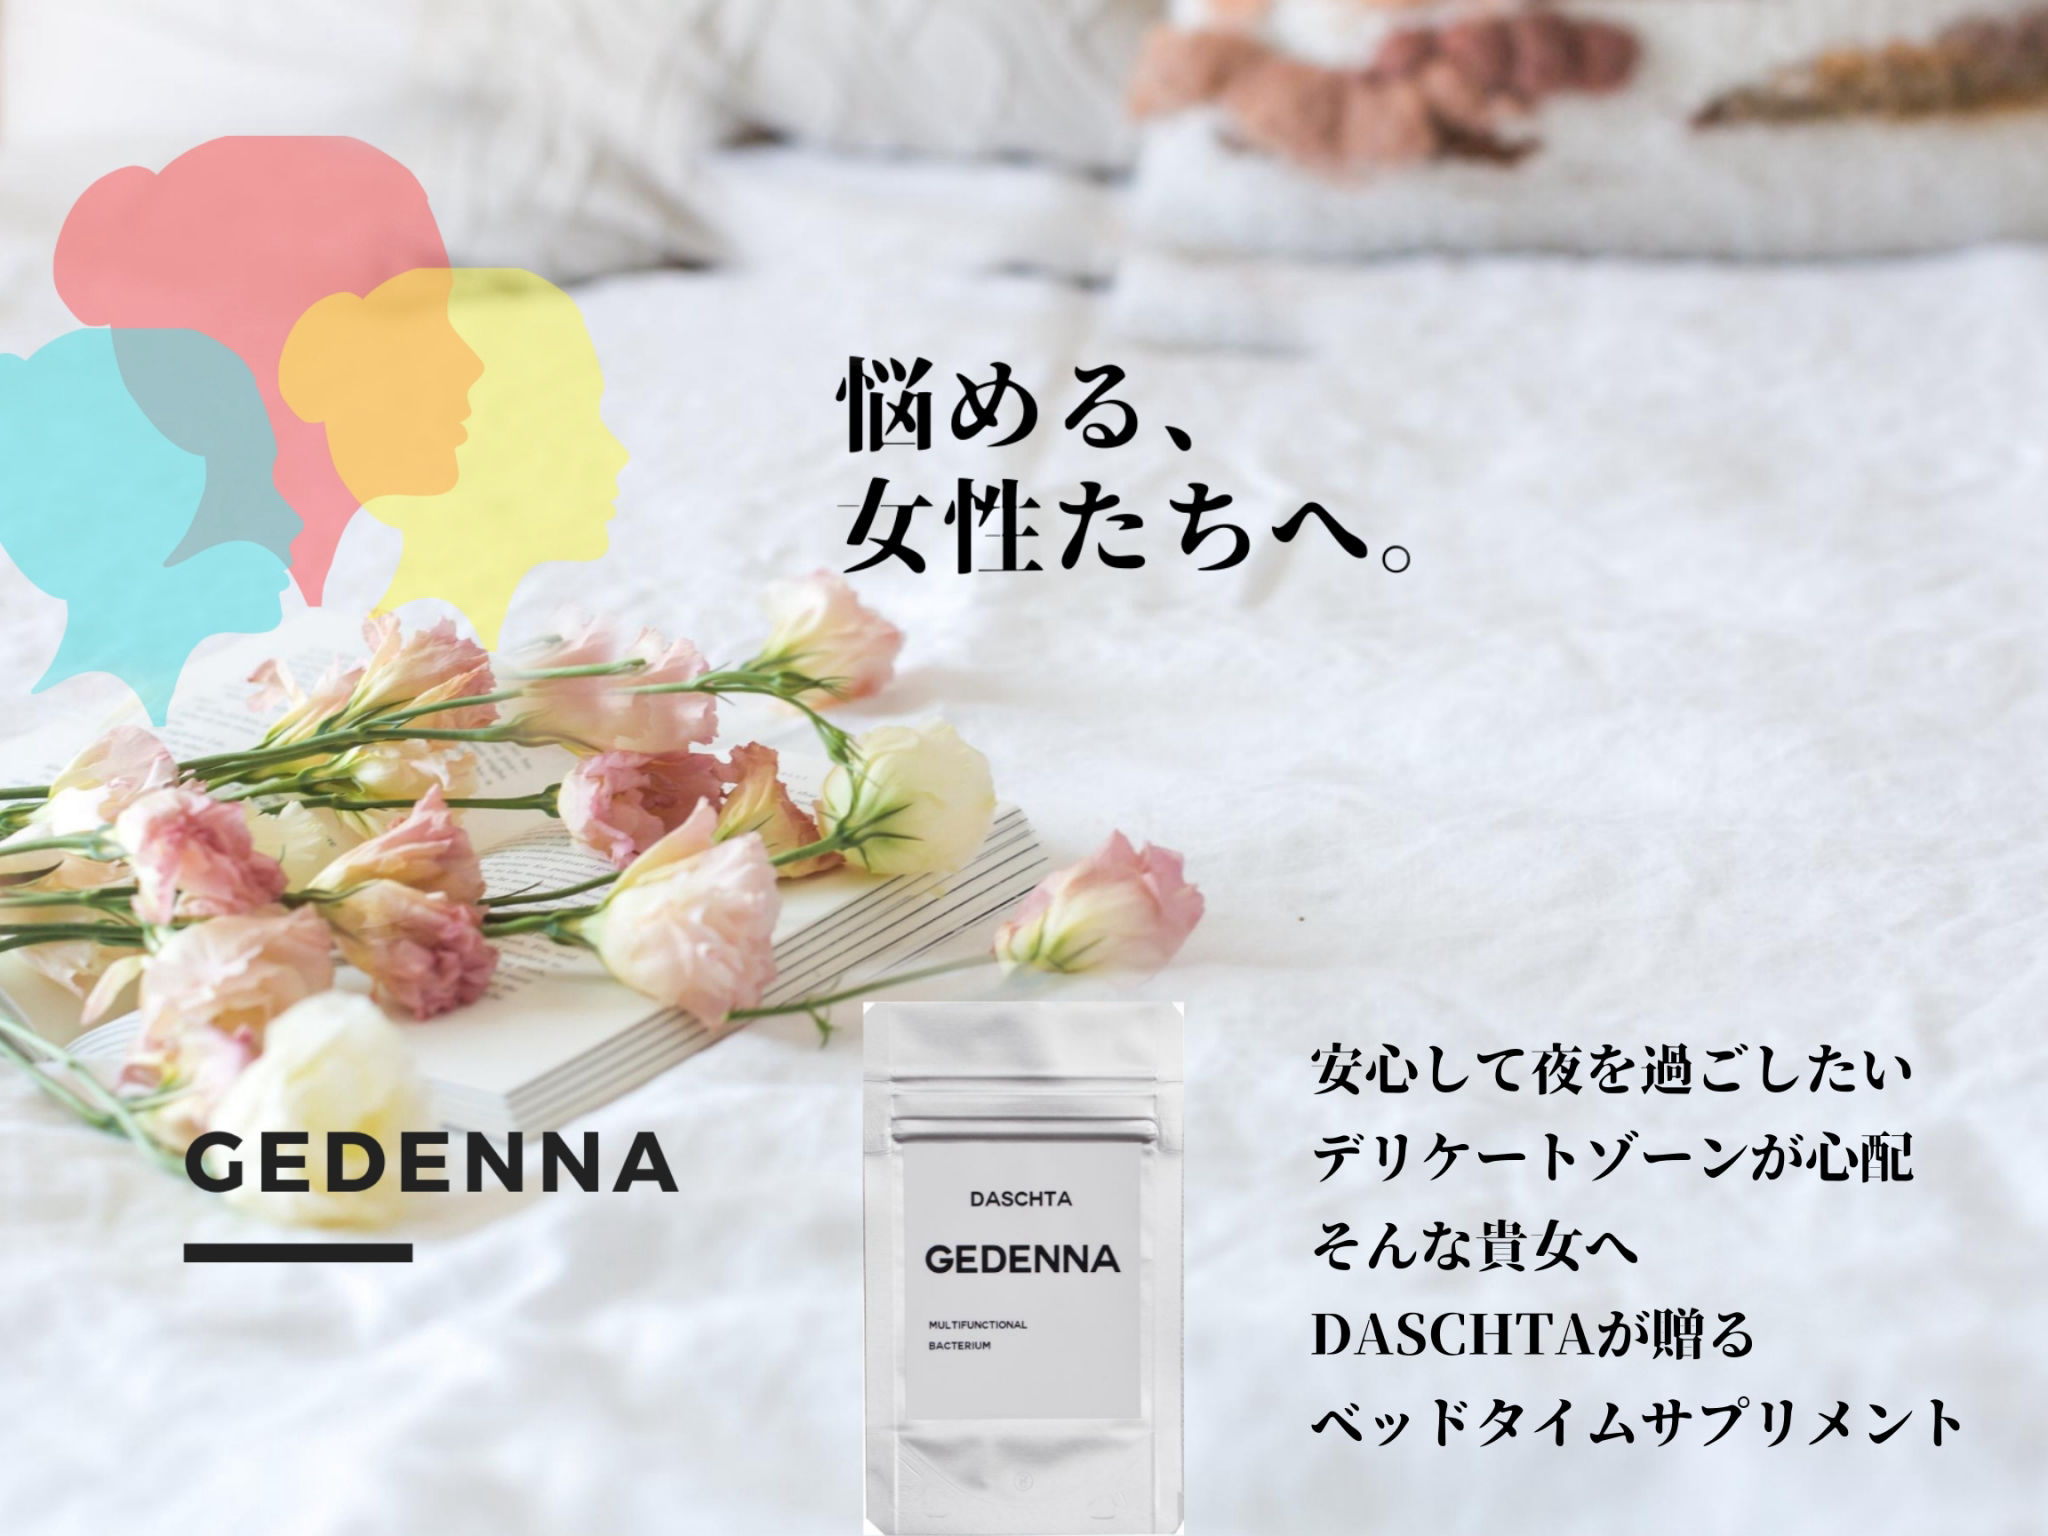 悩める、
女性たちへ。
GEDENNA
DASCHTA
GEDENNA
MULTIFUNCTIONAL
BACTERIUM
安心して夜を過ごしたい
デリケートゾーンが心配
そんな貴女へ
DASCHTAが贈る
ベッドタイムサプリメント